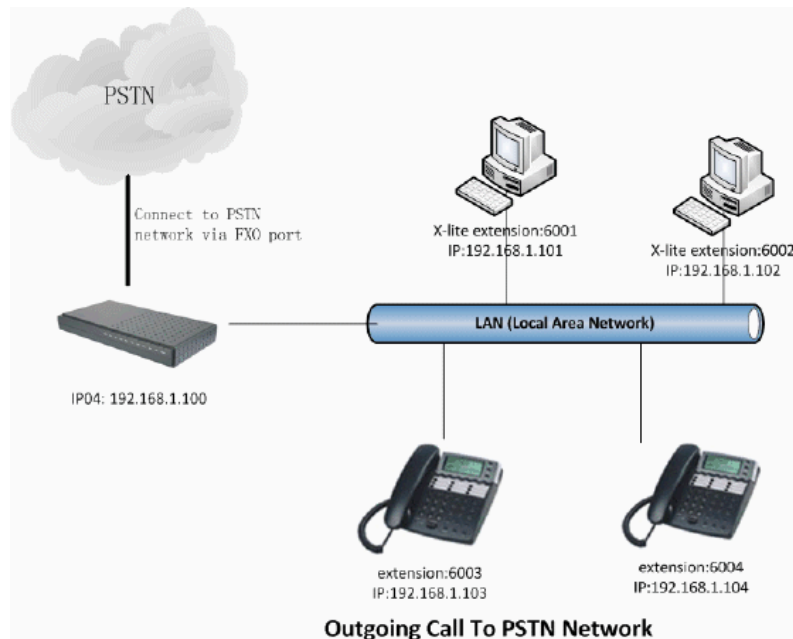 PSTN
Connect to PSTN
network via FXO port
X-lite extension:6001
IP:192.168.1.101
X-lite extension:6002
IP:192.168.1.102
LAN (Local Area Network)
IP04: 192.168.1.100
extension:6003
IP:192.168.1.103
extension:6004
IP:192.168.1.104
Outgoing Call To PSTN Network